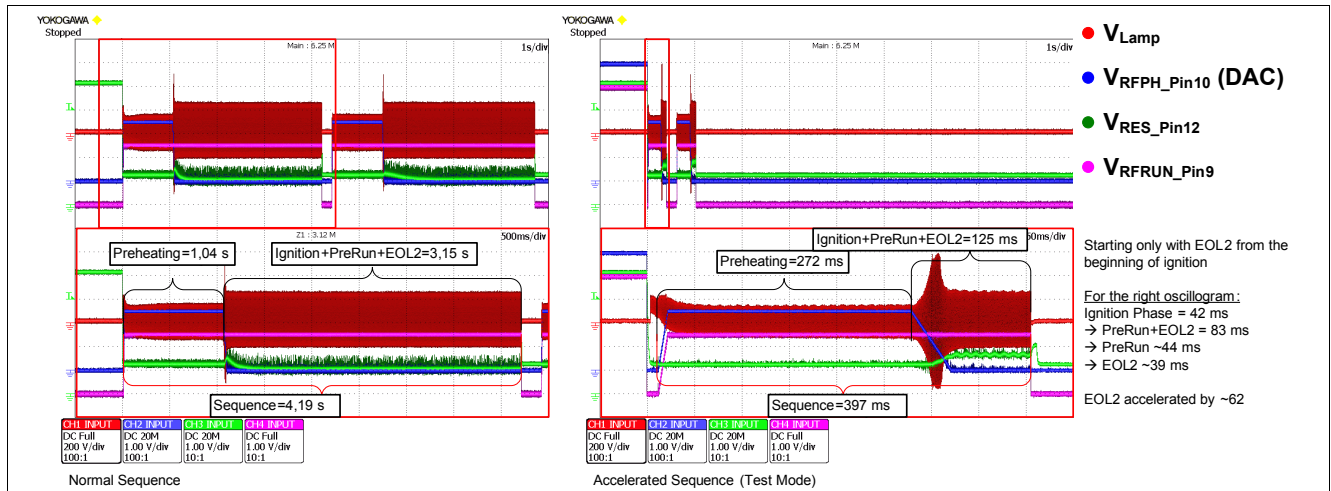 YOKOGAWA
Stopped
Main : 6.25 M
1s/div
Preheating=1,04 s
Z1 : 3.12 M
500ms/div
Ignition+PreRun+EOL2=3,15 s
Sequence=4,19 s
CH1 INPUT
DC Full
200 V/div
100:1
CH2 INPUT
DC 20M
1.00 V/div
10:1
CH3 INPUT
DC 20M
1.00 V/div
10:1
CH4 INPUT
DC Full
1.00 V/div
10:1
Normal Sequence
YOKOGAWA
Stopped
Main : 6.25 M
1s/div
Ignition+PreRun+EOL2=125 ms
Preheating=272 ms
Sequence=397 ms
CH1 INPUT
DC Full
200 V/div
100:1
CH2 INPUT
DC 20M
1.00 V/div
10:1
CH3 INPUT
DC 20M
1.00 V/div
10:1
CH4 INPUT
DC Full
1.00 V/div
10:1
Accelerated Sequence (Test Mode)
VLamp
VRFPH_Pin10 (DAC)
VRES_Pin12
VRFRUN_Pin9
Starting only with EOL2 from the
beginning of ignition
For the right oscillogram :
Ignition Phase = 42 ms
→ PreRun+EOL2 = 83 ms
→ PreRun ~44 ms
→ EOL2 ~39 ms
EOL2 accelerated by ~62